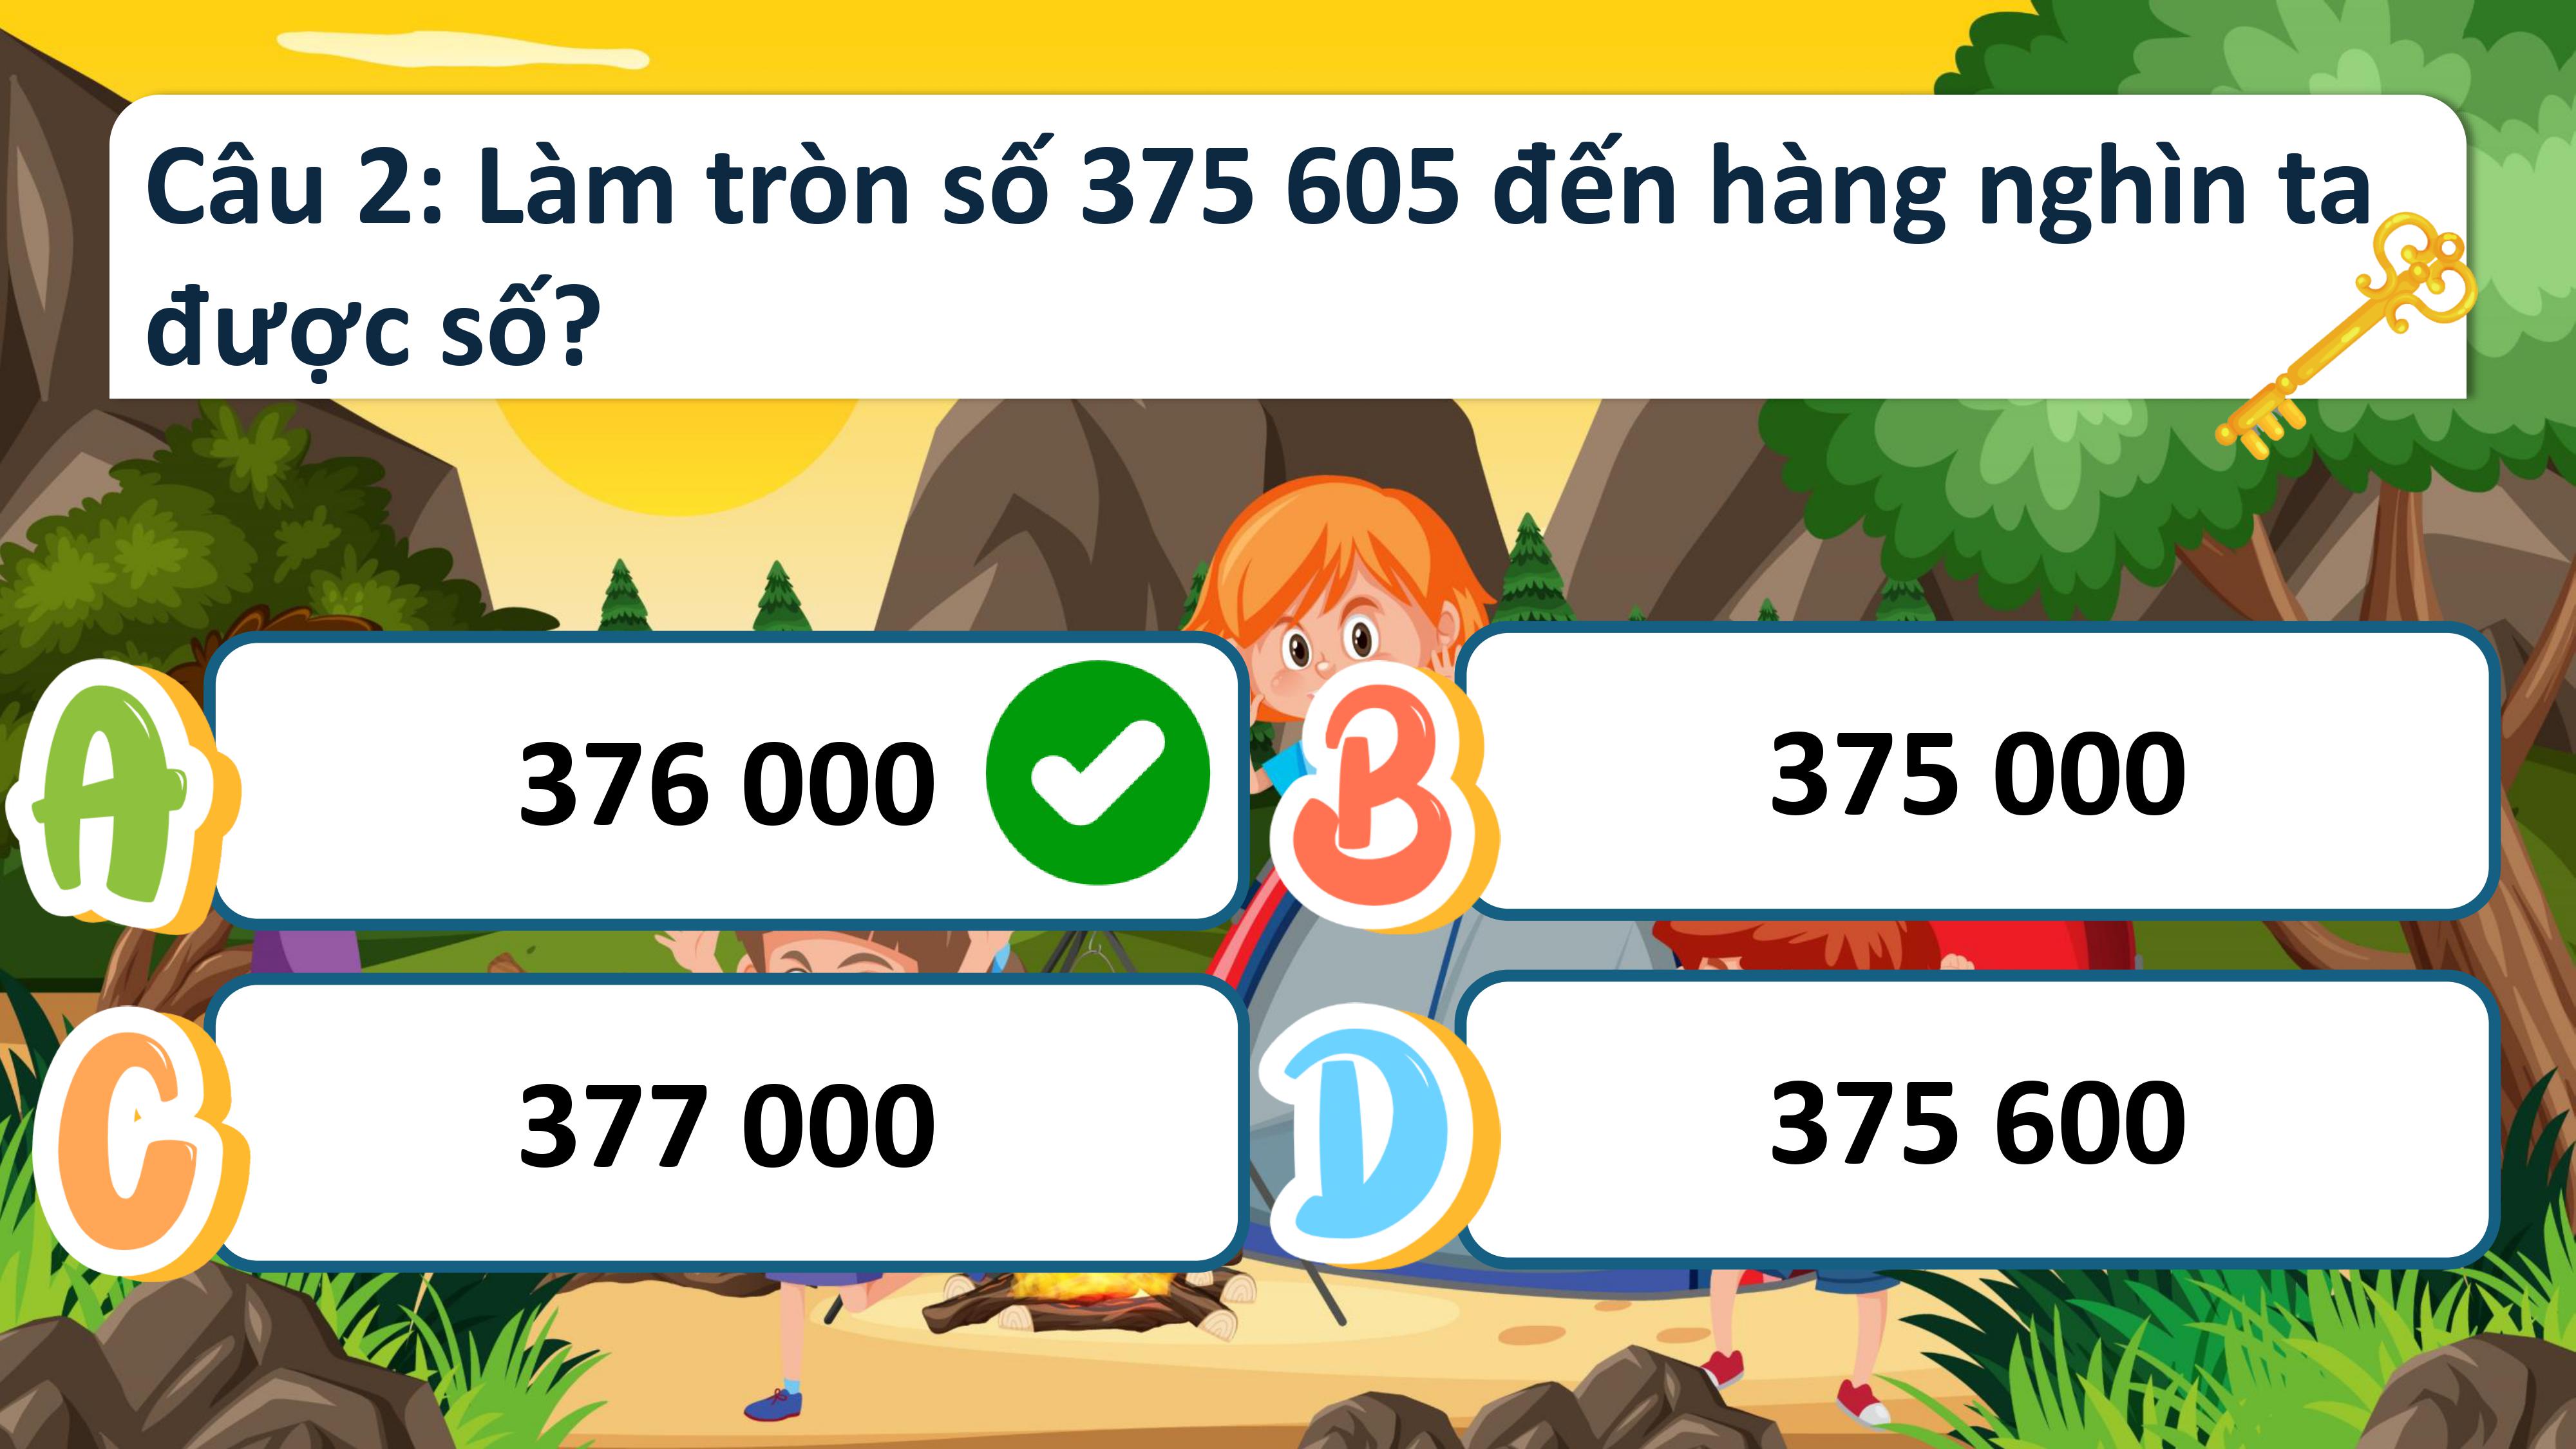 Câu 2: Làm tròn số 375 605 đến hàng nghìn ta
được số?
A
376 000
B
375 000
C
377 000
D
375 600